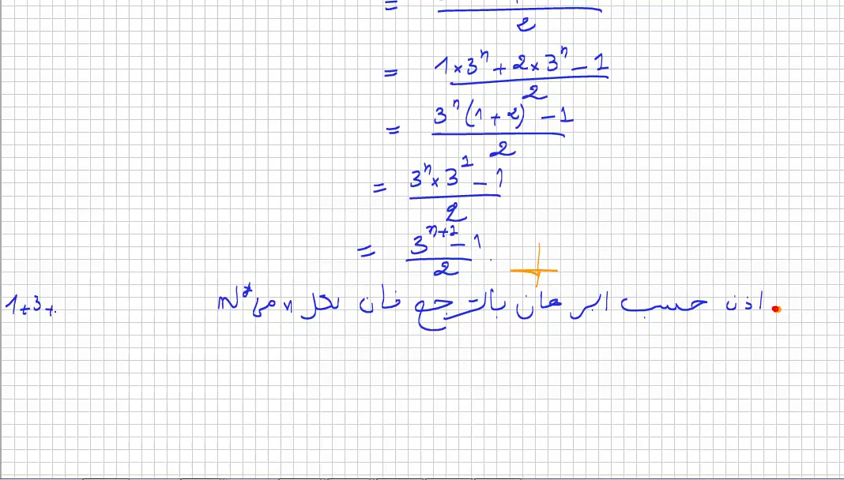 = 2
= 1×3ⁿ + 2×3ⁿ - 1 / 2
= 3ⁿ(1 + 2) - 1 / 2
= 3ⁿ×3¹ - 1 / 2
= 3ⁿ⁺¹ - 1 / 2
اذن حسب البرهان بالترجع فان لكل n من N* 1+3+